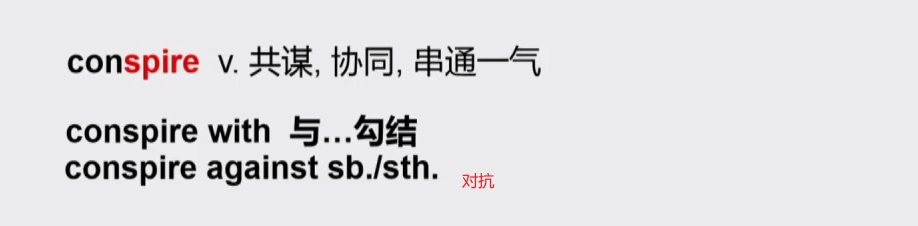 conspire v. 共谋, 协同, 串通一气
conspire with 与…勾结
conspire against sb./sth. 对抗